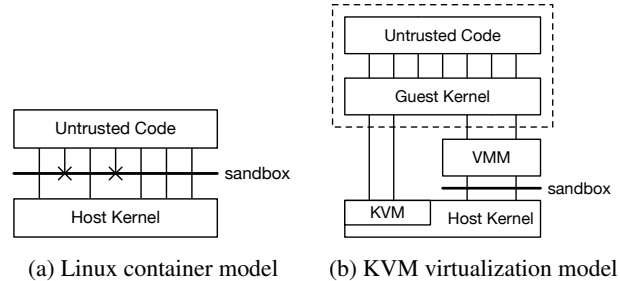 Untrusted Code
sandbox
Host Kernel
(a) Linux container model
Untrusted Code
Guest Kernel
VMM
sandbox
KVM
Host Kernel
(b) KVM virtualization model